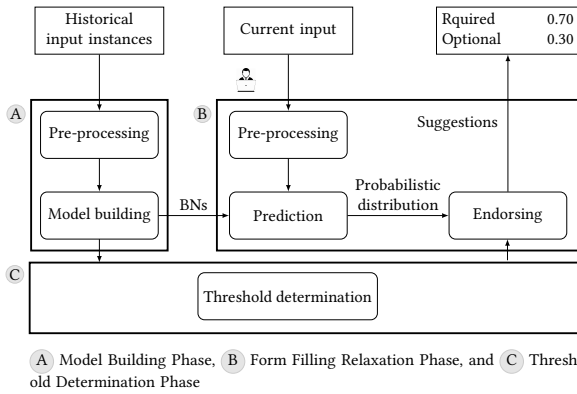 Historical
input instances
Current input
Rquired 0.70
Optional 0.30
A
B
Pre-processing
Pre-processing
Suggestions
Model building
BNs
Prediction
Probabilistic
distribution
Endorsing
C
Threshold determination
A Model Building Phase, B Form Filling Relaxation Phase, and C Thresh
old Determination Phase